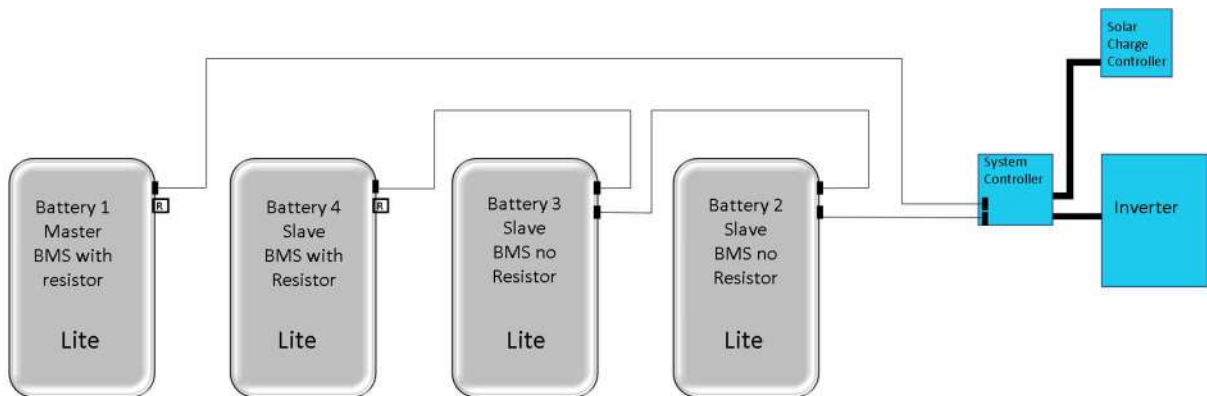 Solar
Charge
Controller
Battery 1
Master
BMS with
resistor
Lite
R
Battery 4
Slave
BMS with
Resistor
Lite
R
Battery 3
Slave
BMS no
Resistor
Lite
Battery 2
Slave
BMS no
Resistor
Lite
System
Controller
Inverter